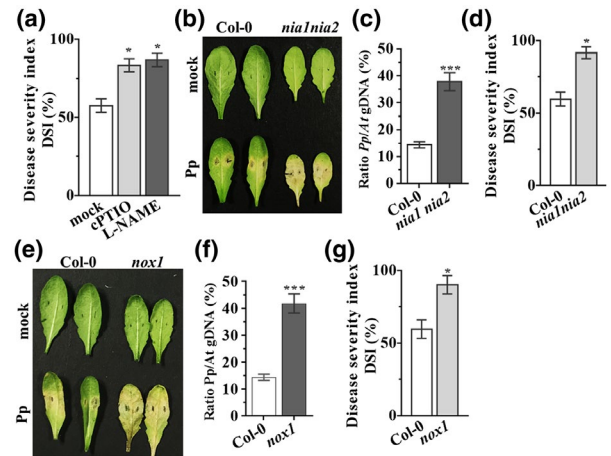 (a)
Disease severity index
DSI (%)
100
50
0
*
*
mock
cPTIO
L-NAME
(b)
Col-0 nia1nia2
mock
Pp
(c)
Ratio Pp/At gDNA (%)
50
40
30
20
10
0
***
Col-0
nia1 nia2
(d)
Disease severity index
DSI (%)
100
50
0
*
Col-0
nia1nia2
(e)
Col-0 nox1
mock
Pp
(f)
Ratio Pp/At gDNA (%)
50
40
30
20
10
0
***
Col-0
nox1
(g)
Disease severity index
DSI (%)
100
50
0
*
Col-0
nox1